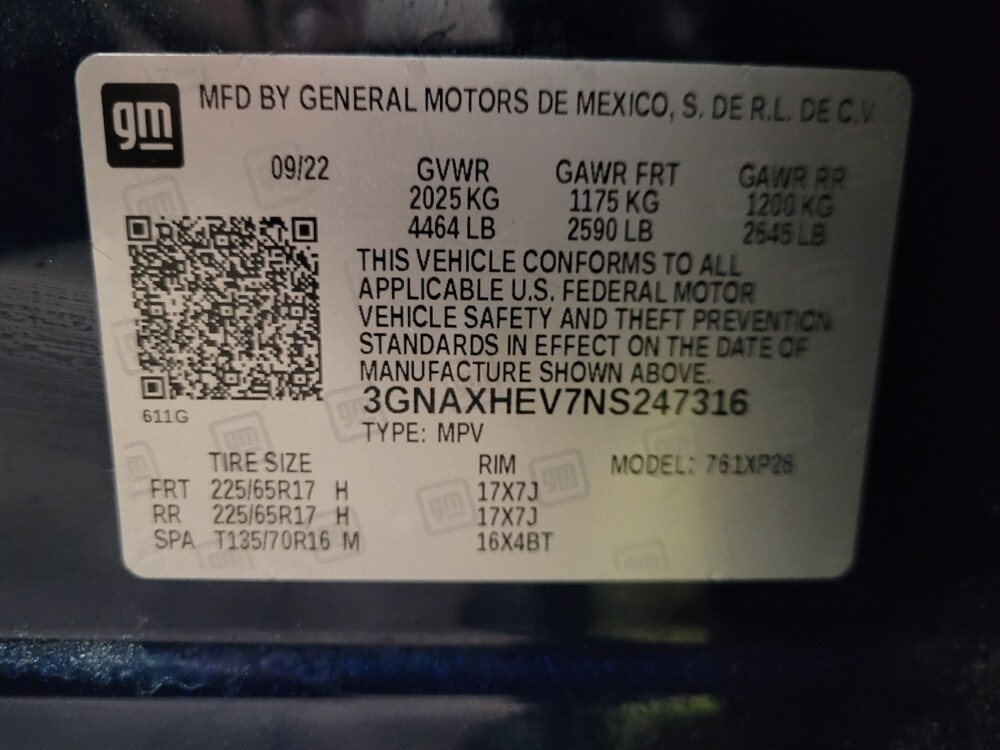 gm MFD BY GENERAL MOTORS DE MEXICO, S. DE R.L. DE C.V
09/22 GVWR GAWR FRT GAWR RR
2025 KG 1175 KG 1200 KG
4464 LB 2590 LB 2645 LB
THIS VEHICLE CONFORMS TO ALL
APPLICABLE U.S. FEDERAL MOTOR
VEHICLE SAFETY AND THEFT PREVENTION
STANDARDS IN EFFECT ON THE DATE OF
MANUFACTURE SHOWN ABOVE.
3GNAXHEV7NS247316
611G
TYPE: MPV
TIRE SIZE RIM MODEL: 761XP26
FRT 225/65R17 H 17X7J
RR 225/65R17 H 17X7J
SPA T135/70R16 M 16X4BT